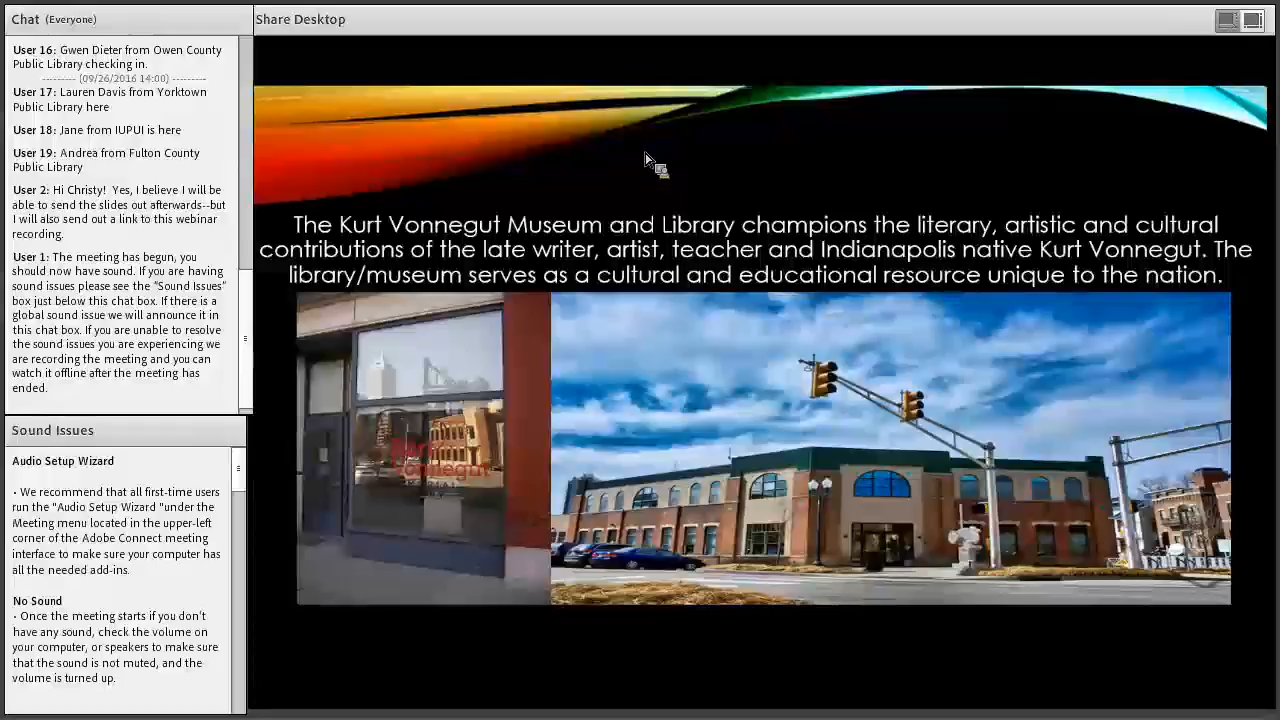 Chat (Everyone)
User 16: Gwen Dieter from Owen County
Public Library checking in.
--------- (09/26/2016 14:00) ---------
User 17: Lauren Davis from Yorktown
Public Library here
User 18: Jane from IUPUI is here
User 19: Andrea from Fulton County
Public Library
User 2: Hi Christy!  Yes, I believe I will be
able to send the slides out afterwards--but
I will also send out a link to this webinar
recording.
User 1: The meeting has begun, you
should now have sound. If you are having
sound issues please see the "Sound Issues"
box just below this chat box. If there is a
global sound issue we will announce it in
this chat box. If you are unable to resolve
the sound issues you are experiencing we
are recording the meeting and you can
watch it offline after the meeting has
ended.
Sound Issues
Audio Setup Wizard
• We recommend that all first-time users
run the "Audio Setup Wizard "under the
Meeting menu located in the upper-left
corner of the Adobe Connect meeting
interface to make sure your computer has
all the needed add-ins.
No Sound
• Once the meeting starts if you don't
have any sound, check the volume on
your computer, or speakers to make sure
that the sound is not muted, and the
volume is turned up.
Share Desktop
The Kurt Vonnegut Museum and Library champions the literary, artistic and cultural
contributions of the late writer, artist, teacher and Indianapolis native Kurt Vonnegut. The
library/museum serves as a cultural and educational resource unique to the nation.
Kurt
Vonnegut